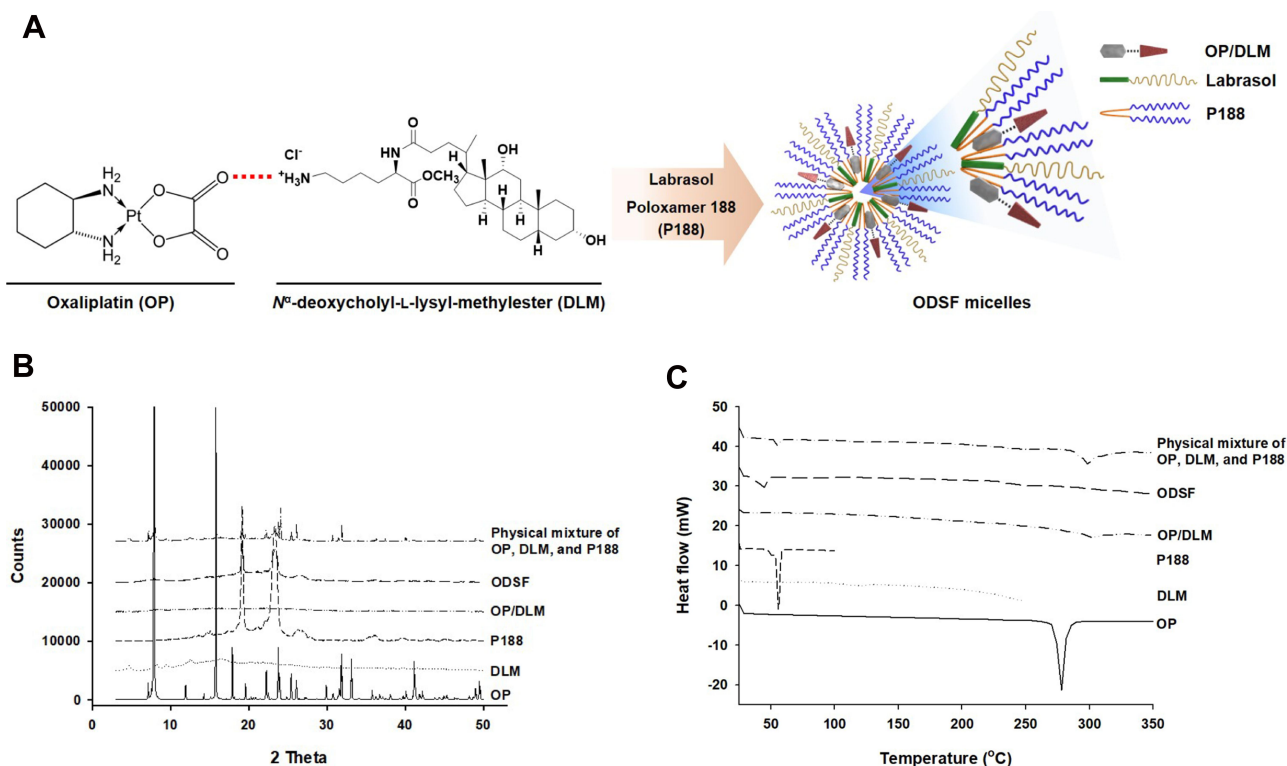 A
OP/DLM
Labrasol
P188
NH2
NH2
Pt
O
O
O
O
Cl-
+H3N
HN
O
OCH3
O
OH
H
H
H
H
H
OH
Labrasol
Poloxamer 188
(P188)
Oxaliplatin (OP)
Nα-deoxycholyl-L-lysyl-methylester (DLM)
ODSF micelles
B
50000
40000
30000
20000
10000
0
Counts
0
10
20
30
40
50
2 Theta
Physical mixture of
OP, DLM, and P188
ODSF
OP/DLM
P188
DLM
OP
C
50
40
30
20
10
0
-10
-20
Heat flow (mW)
50
100
150
200
250
300
350
Temperature (oC)
Physical mixture of
OP, DLM, and P188
ODSF
OP/DLM
P188
DLM
OP